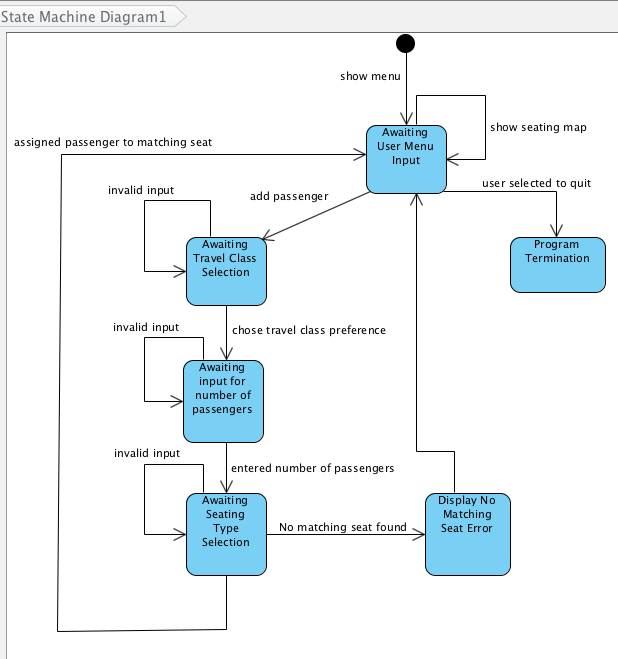 State Machine Diagram1
show menu
Awaiting
User Menu
Input
show seating map
assigned passenger to matching seat
user selected to quit
invalid input
add passenger
Awaiting
Travel Class
Selection
Program
Termination
chose travel class preference
invalid input
Awaiting
input for
number of
passengers
invalid input
entered number of passengers
Awaiting
Seating
Type
Selection
No matching seat found
Display No
Matching
Seat Error